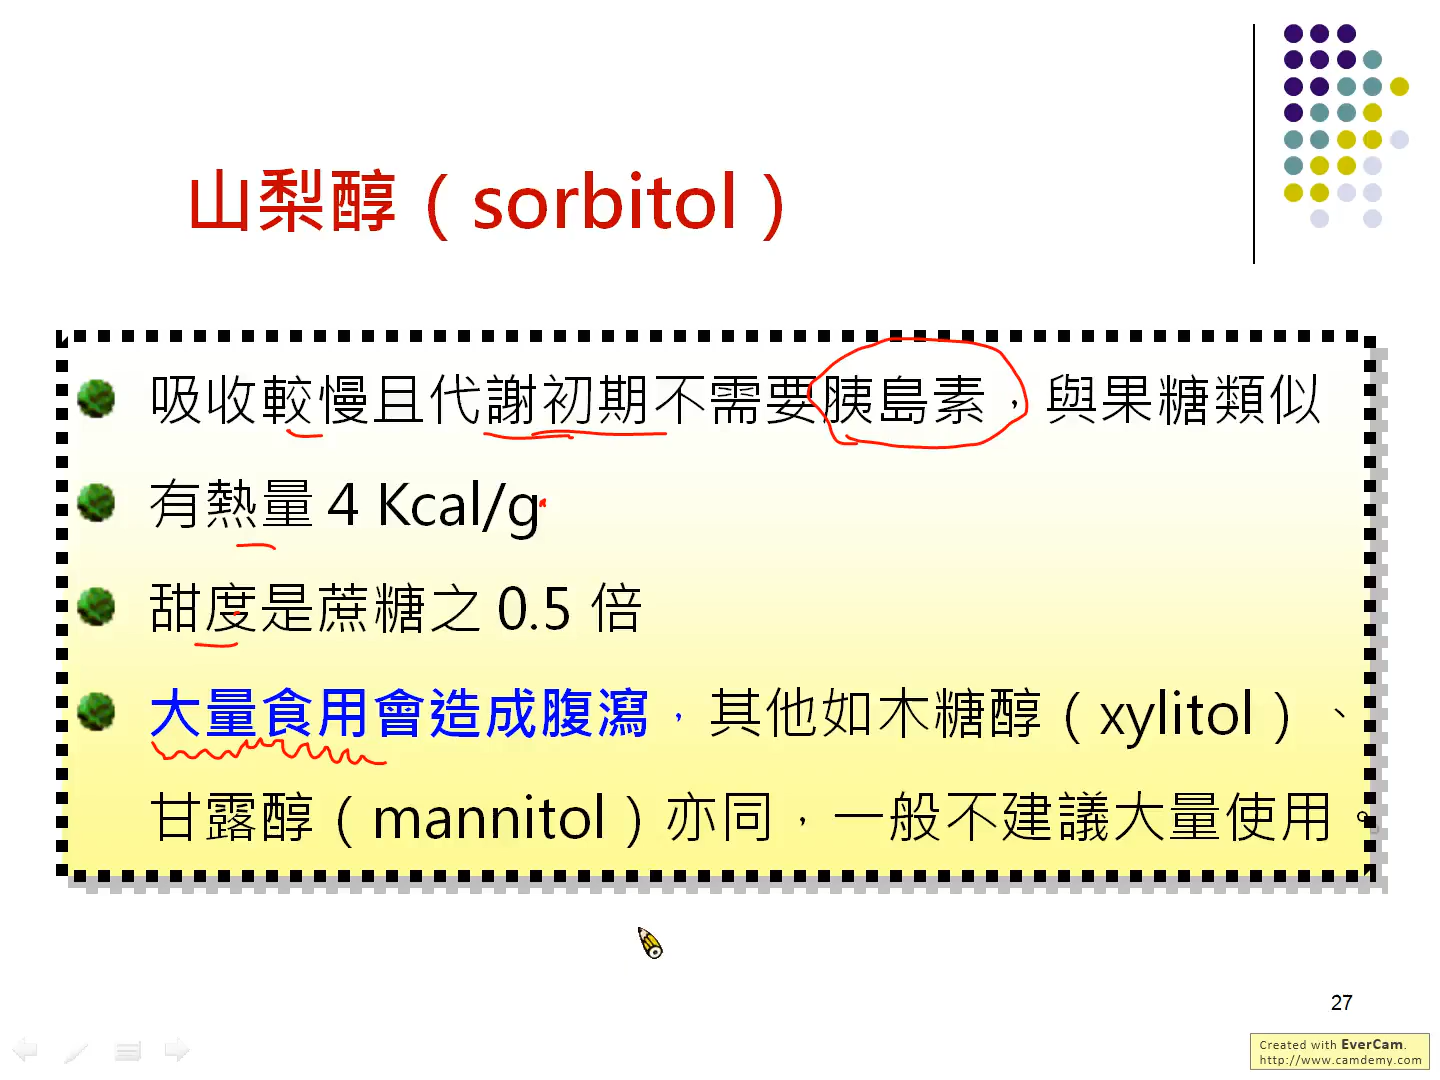 山梨醇（sorbitol）
吸收較慢且代謝初期不需要胰島素，與果糖類似
有熱量 4 Kcal/g
甜度是蔗糖之 0.5 倍
大量食用會造成腹瀉，其他如木糖醇（xylitol）、
甘露醇（mannitol）亦同，一般不建議大量使用。
27
Created with EverCam.
http://www.camdemy.com